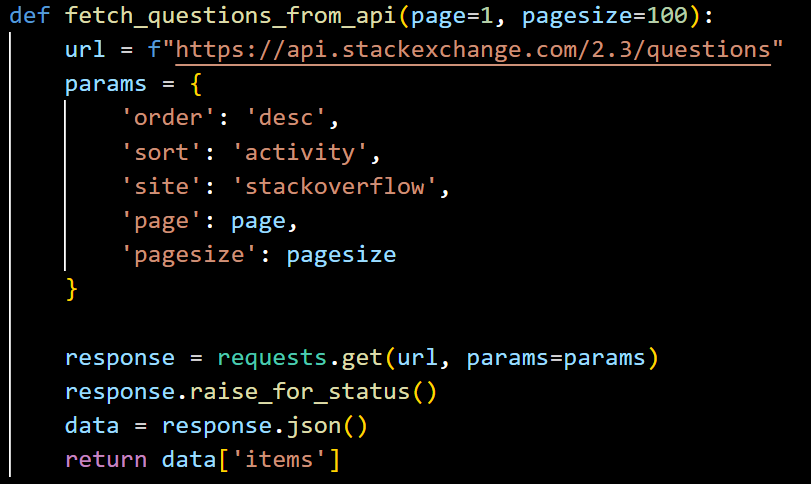 def fetch_questions_from_api(page=1, pagesize=100):
    url = f"https://api.stackexchange.com/2.3/questions"
    params = {
        'order': 'desc',
        'sort': 'activity',
        'site': 'stackoverflow',
        'page': page,
        'pagesize': pagesize
    }
    response = requests.get(url, params=params)
    response.raise_for_status()
    data = response.json()
    return data['items']